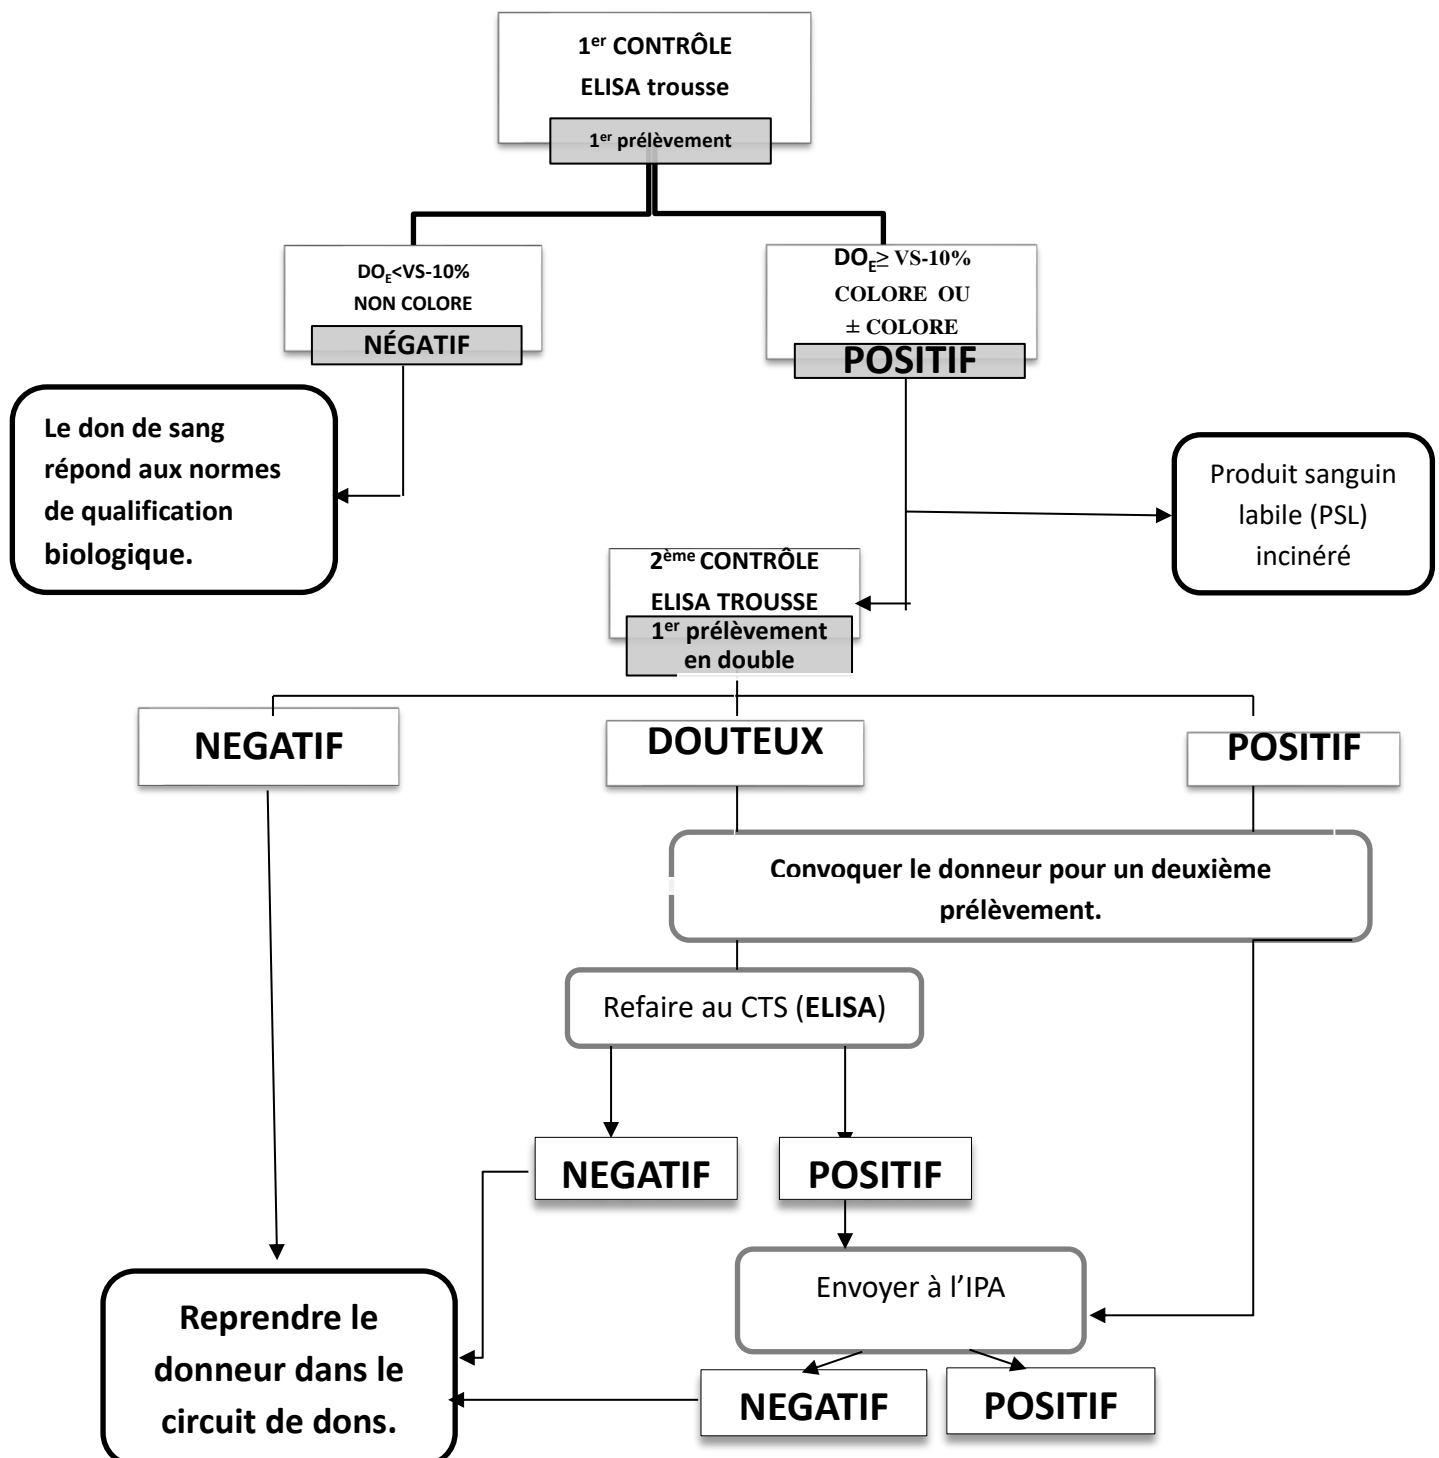 1er CONTRÔLE
ELISA trousse
1er prélèvement
DOE<VS-10%
NON COLORE
NÉGATIF
DOE≥ VS-10%
COLORE OU
± COLORE
POSITIF
Le don de sang
répond aux normes
de qualification
biologique.
Produit sanguin
labile (PSL)
incinéré
2ème CONTRÔLE
ELISA TROUSSE
1er prélèvement
en double
NEGATIF
DOUTEUX
POSITIF
Convoquer le donneur pour un deuxième
prélèvement.
Refaire au CTS (ELISA)
NEGATIF
POSITIF
Envoyer à l’IPA
Reprendre le
donneur dans le
circuit de dons.
NEGATIF
POSITIF